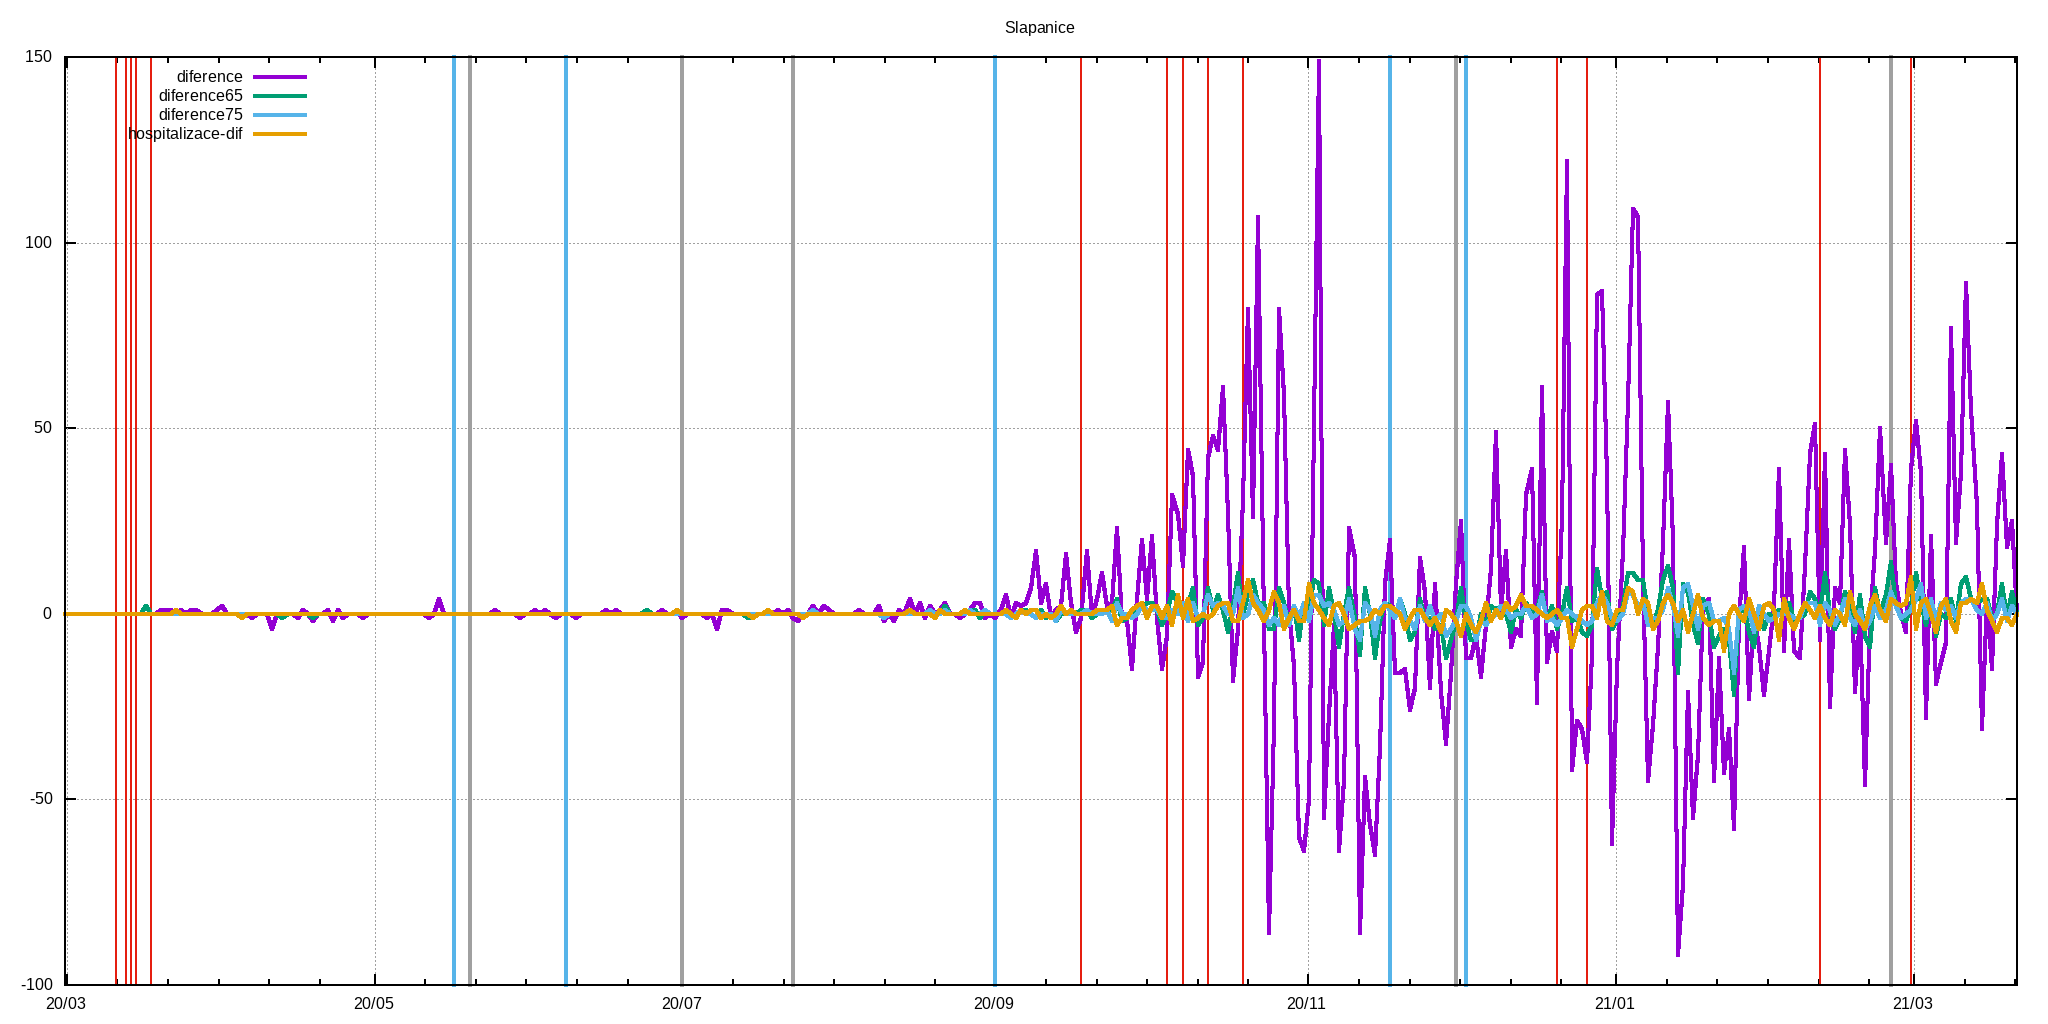 Slapanice
150
diference
diference65
diference75
hospitalizace-dif
100
50
0
-50
-100
20/03 20/05 20/07 20/09 20/11 21/01 21/03